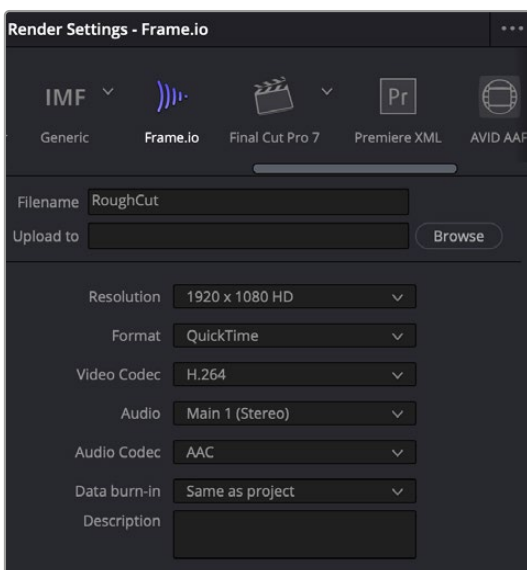 Render Settings - Frame.io
IMF
Pr
Generic Frame.io Final Cut Pro 7 Premiere XML AVID AAF
Filename RoughCut
Upload to Browse
Resolution 1920 x 1080 HD
Format QuickTime
Video Codec H.264
Audio Main 1 (Stereo)
Audio Codec AAC
Data burn-in Same as project
Description